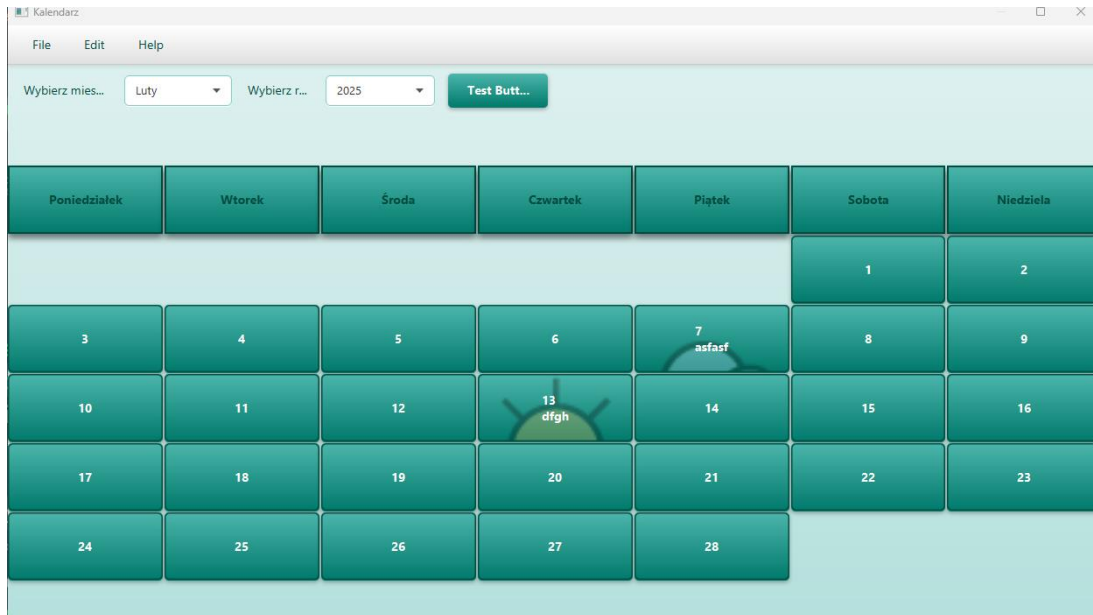 Kalendarz
File Edit Help
Wybierz mies... Luty Wybierz r... 2025 Test Butt...
Poniedziałek Wtorek Środa Czwartek Piątek Sobota Niedziela
1 2
3 4 5 6 7 8 9
asfasf
10 11 12 13 14 15 16
dfgh
17 18 19 20 21 22 23
24 25 26 27 28